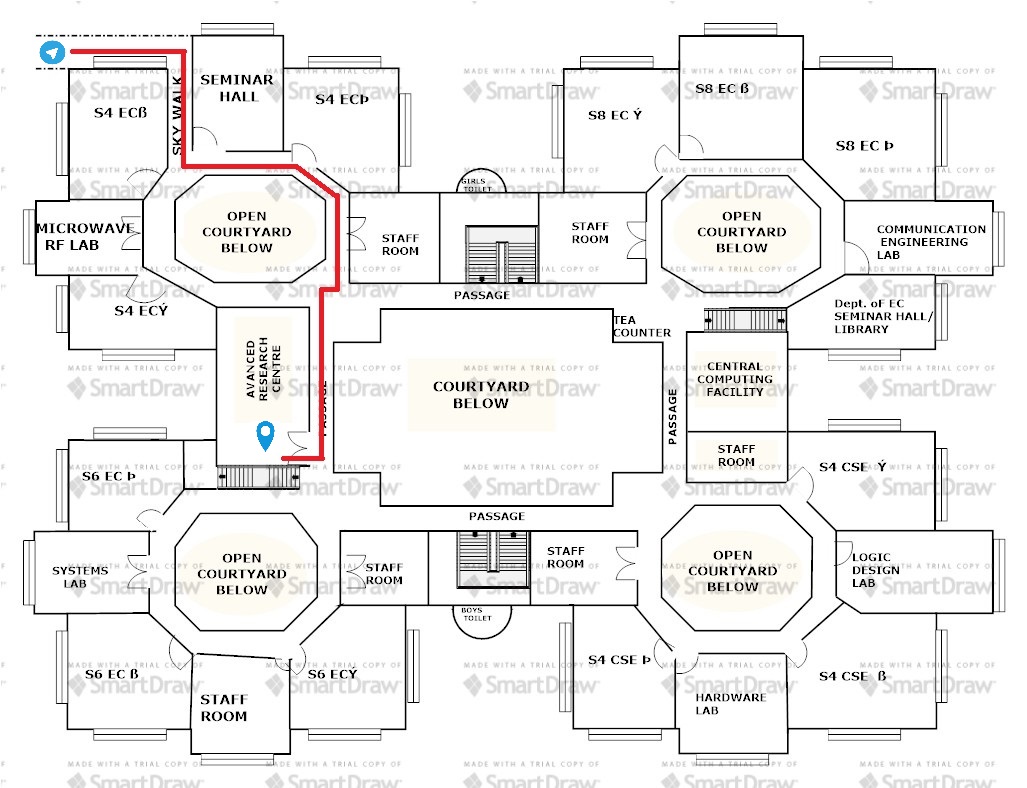 SEMINAR
HALL
S4 ECß
S4 ECÞ
SKY WALK
S8 EC Ý
S8 EC ß
S8 EC Þ
GIRLS
TOILET
OPEN
COURTYARD
BELOW
MICROWAVE
RF LAB
STAFF
ROOM
STAFF
ROOM
OPEN
COURTYARD
BELOW
COMMUNICATION
ENGINEERING
LAB
S4 ECÝ
PASSAGE
TEA
COUNTER
Dept. of EC
SEMINAR HALL/
LIBRARY
AVANCED
RESEARCH
CENTRE
PASSAGE
COURTYARD
BELOW
PASSAGE
CENTRAL
COMPUTING
FACILITY
STAFF
ROOM
S6 EC Þ
S4 CSE Ý
PASSAGE
SYSTEMS
LAB
OPEN
COURTYARD
BELOW
STAFF
ROOM
STAFF
ROOM
OPEN
COURTYARD
BELOW
LOGIC
DESIGN
LAB
BOYS
TOILET
S6 EC ß
S6 ECÝ
STAFF
ROOM
S4 CSE Þ
HARDWARE
LAB
S4 CSE ß
MADE WITH A TRIAL COPY OF
SmartDraw